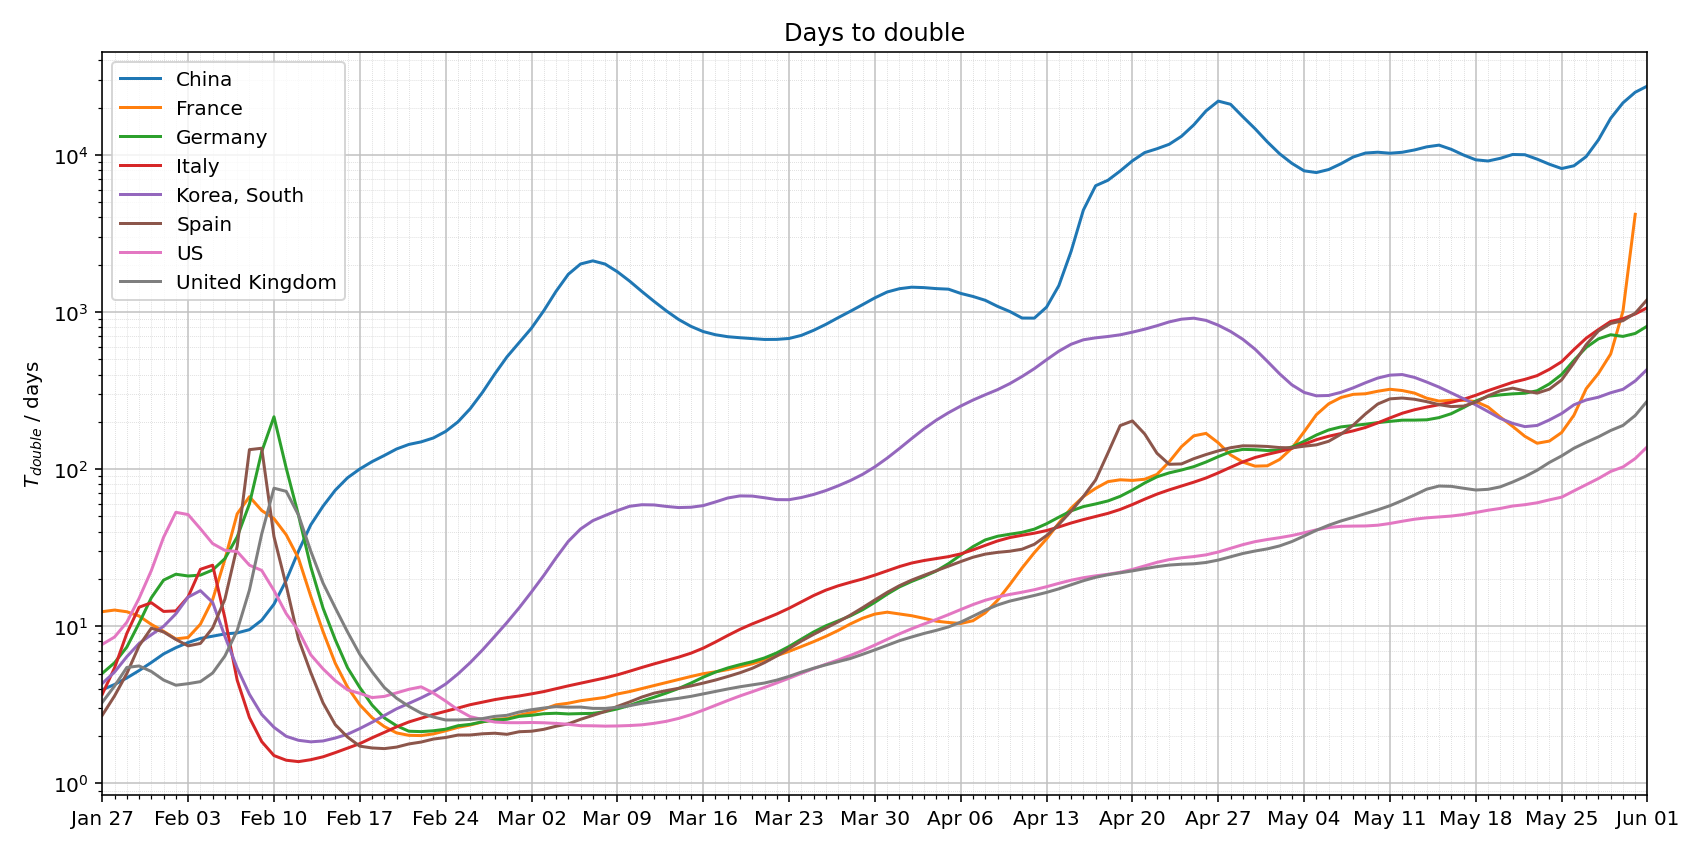 Days to double
China
France
Germany
Italy
Korea, South
Spain
US
United Kingdom
T_double / days
10⁴
10³
10²
10¹
10⁰
Jan 27 Feb 03 Feb 10 Feb 17 Feb 24 Mar 02 Mar 09 Mar 16 Mar 23 Mar 30 Apr 06 Apr 13 Apr 20 Apr 27 May 04 May 11 May 18 May 25 Jun 01